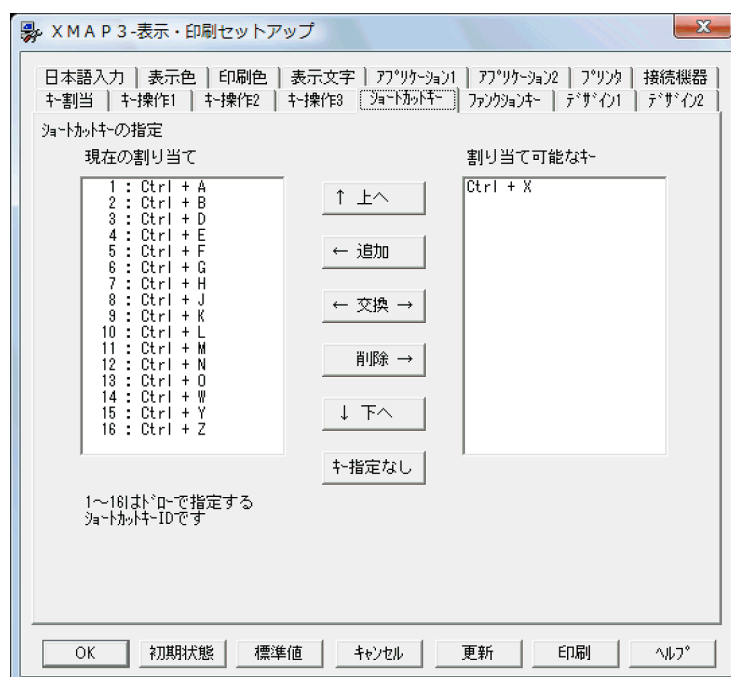 XMAP3-表示・印刷セットアップ
日本語入力 表示色 印刷色 表示文字 ｱﾌﾟﾘｹｰｼｮﾝ1 ｱﾌﾟﾘｹｰｼｮﾝ2 ﾌﾟﾘﾝﾀ 接続機器
ｷｰ割当 ｷｰ操作1 ｷｰ操作2 ｷｰ操作3 ｼｮｰﾄｶｯﾄｷｰ ﾌｧﾝｸｼｮﾝｷｰ ﾃﾞｻﾞｲﾝ1 ﾃﾞｻﾞｲﾝ2
ｼｮｰﾄｶｯﾄｷｰの指定
現在の割り当て
1 : Ctrl + A
2 : Ctrl + B
3 : Ctrl + D
4 : Ctrl + E
5 : Ctrl + F
6 : Ctrl + G
7 : Ctrl + H
8 : Ctrl + J
9 : Ctrl + K
10 : Ctrl + L
11 : Ctrl + M
12 : Ctrl + N
13 : Ctrl + O
14 : Ctrl + W
15 : Ctrl + Y
16 : Ctrl + Z
↑ 上へ
← 追加
← 交換 →
削除 →
↓ 下へ
ｷｰ指定なし
割り当て可能なｷｰ
Ctrl + X
1～16はﾄﾞﾛｰで指定する
ｼｮｰﾄｶｯﾄｷｰIDです
OK 初期状態 標準値 ｷｬﾝｾﾙ 更新 印刷 ﾍﾙﾌﾟ